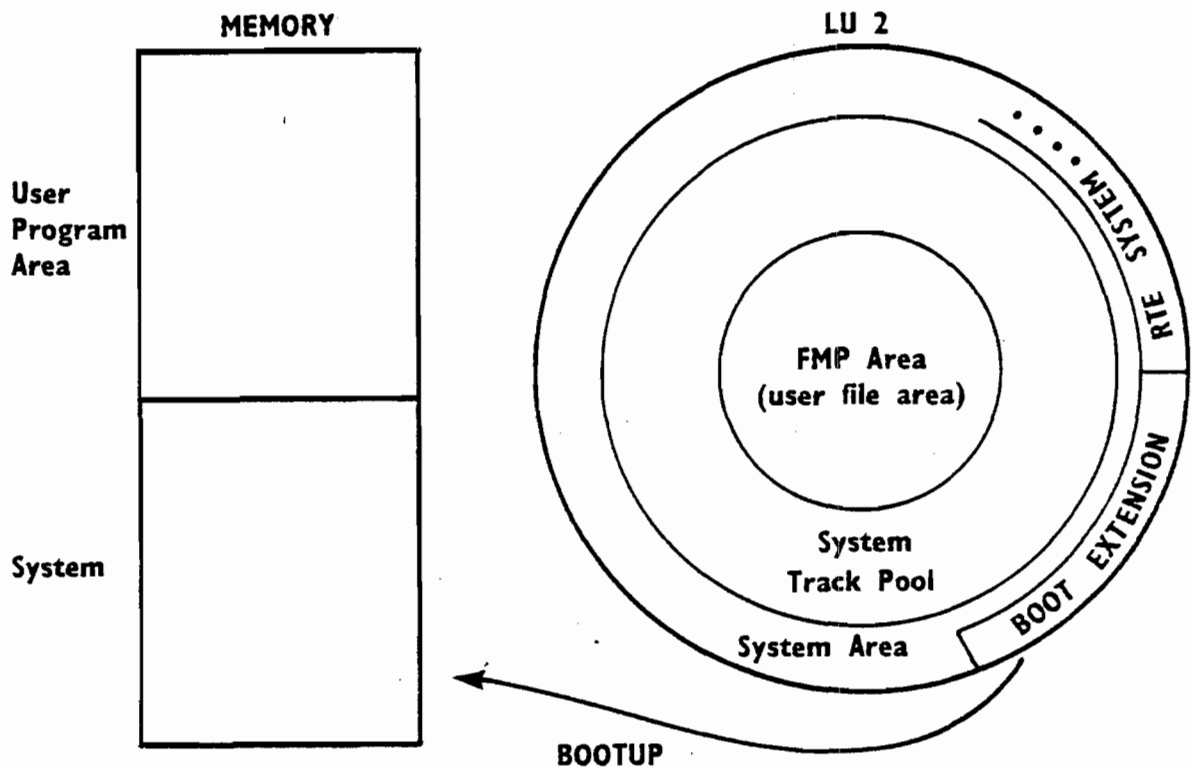 MEMORY
LU 2
User
Program
Area
System
RTE SYSTEM
BOOT EXTENSION
FMP Area
(user file area)
System
Track Pool
System Area
BOOTUP